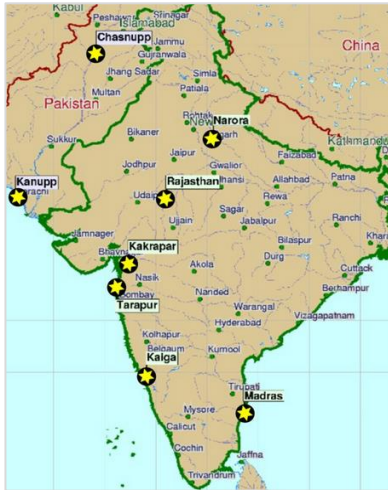 Kabul
Peshawar
Srinagar
Islamabad
Chasnupp
Jammu
Gujranwala
China
Jhang Sadar
Simla
Multan
Patiala
Pakistan
Rohtak
Narora
New
Sukkur
Bikaner
Kathmandu
Jaipur
Faizabad
Jodhpur
Gwalior
Kanupp
Rajasthan
Jhansi
Allahabad
Patna
Karachi
Udaipur
Rewa
Sagar
Ranchi
Ujjain
Jabalpur
Jamnager
Bilaspur
Kakrapar
Durg
Akola
Cuttack
Nasik
Berhampur
Tarapur
Bombay
Nanded
Warangal
Vizagapatnam
Hyderabad
Kolhapur
Belgaum
Kaiga
Kurnool
Tirupati
Madras
Mysore
Calicut
Cochin
Jaffna
Trivandrum